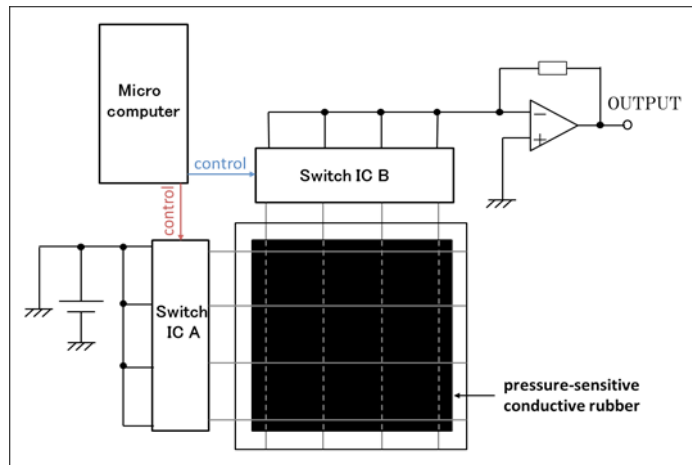 Micro
computer
control
control
Switch IC B
OUTPUT
Switch
IC A
pressure-sensitive
conductive rubber